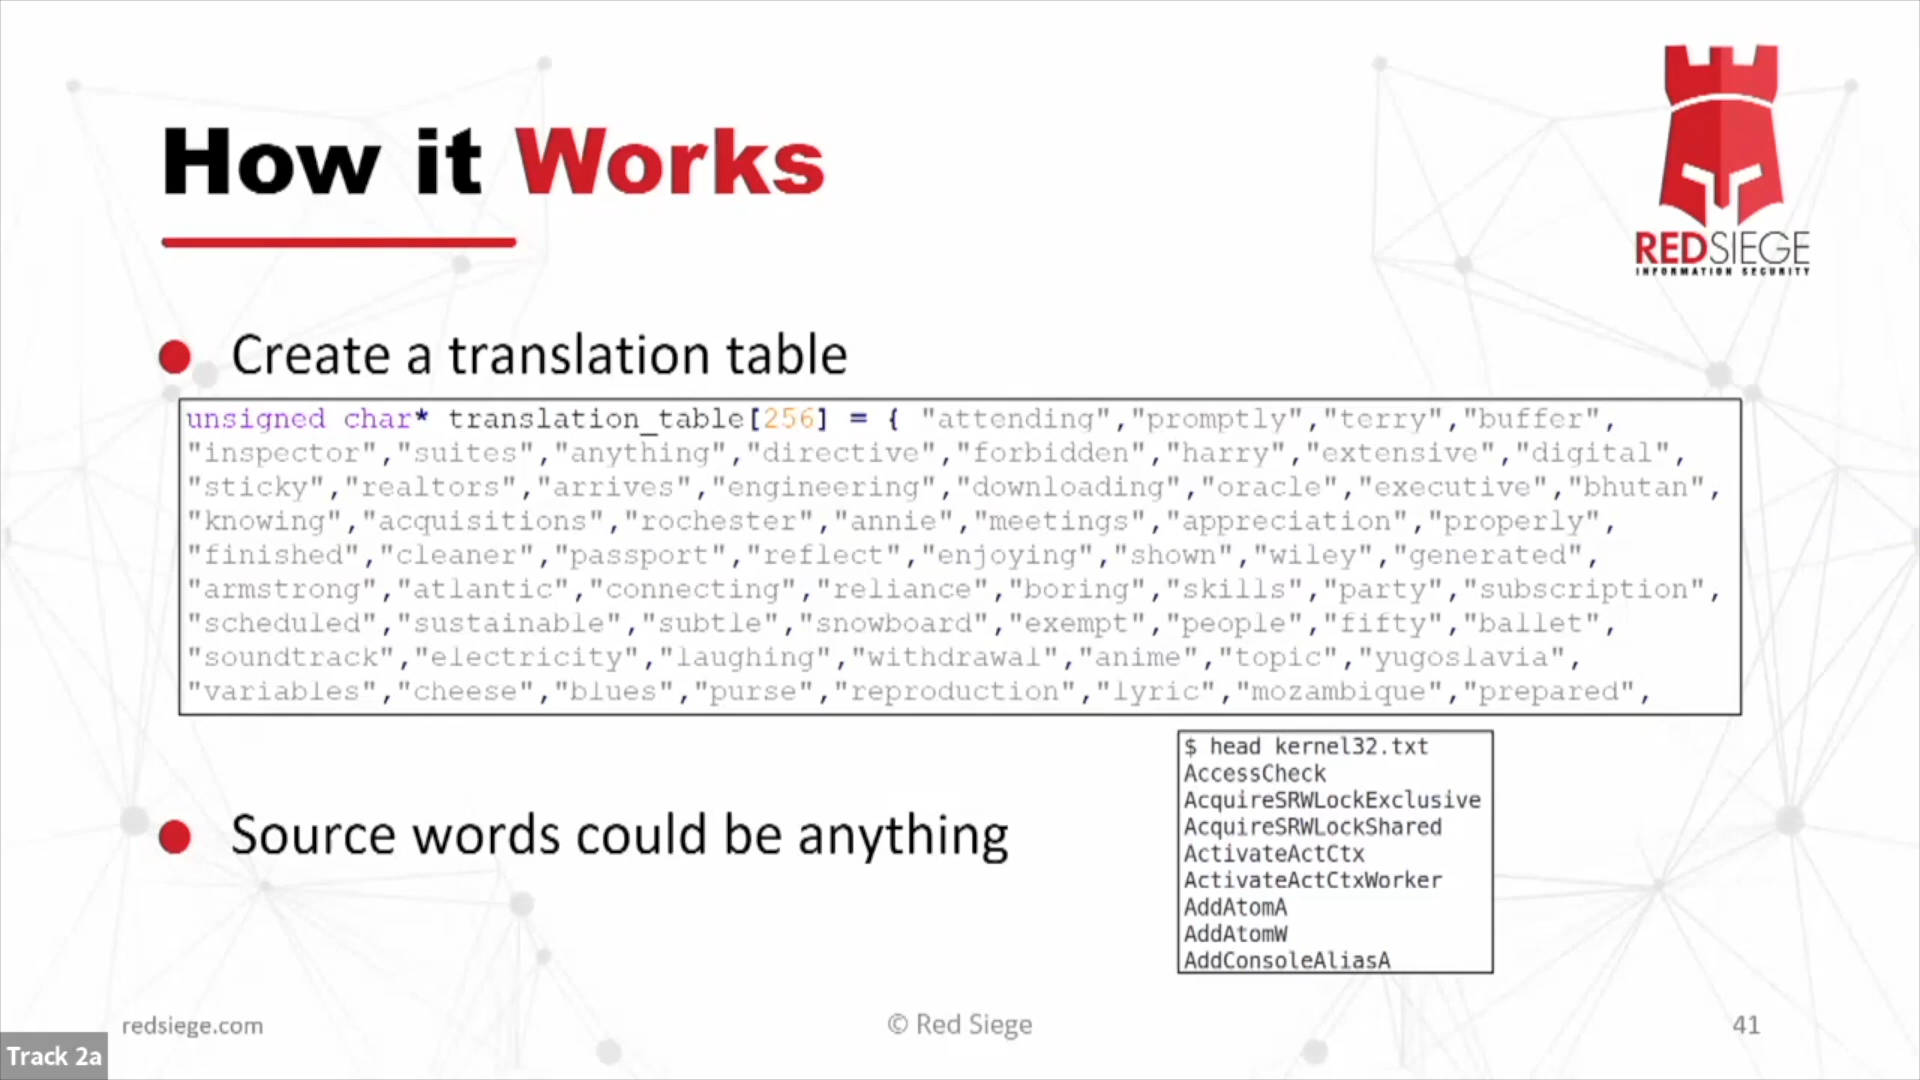 How it Works
REDSIEGE
INFORMATION SECURITY
Create a translation table
unsigned char* translation_table[256] = { "attending","promptly","terry","buffer",
"inspector","suites","anything","directive","forbidden","harry","extensive","digital",
"sticky","realtors","arrives","engineering","downloading","oracle","executive","bhutan",
"knowing","acquisitions","rochester","annie","meetings","appreciation","properly",
"finished","cleaner","passport","reflect","enjoying","shown","wiley","generated",
"armstrong","atlantic","connecting","reliance","boring","skills","party","subscription",
"scheduled","sustainable","subtle","snowboard","exempt","people","fifty","ballet",
"soundtrack","electricity","laughing","withdrawal","anime","topic","yugoslavia",
"variables","cheese","blues","purse","reproduction","lyric","mozambique","prepared",
Source words could be anything
$ head kernel32.txt
AccessCheck
AcquireSRWLockExclusive
AcquireSRWLockShared
ActivateActCtx
ActivateActCtxWorker
AddAtomA
AddAtomW
AddConsoleAliasA
redsiege.com
© Red Siege
41
Track 2a